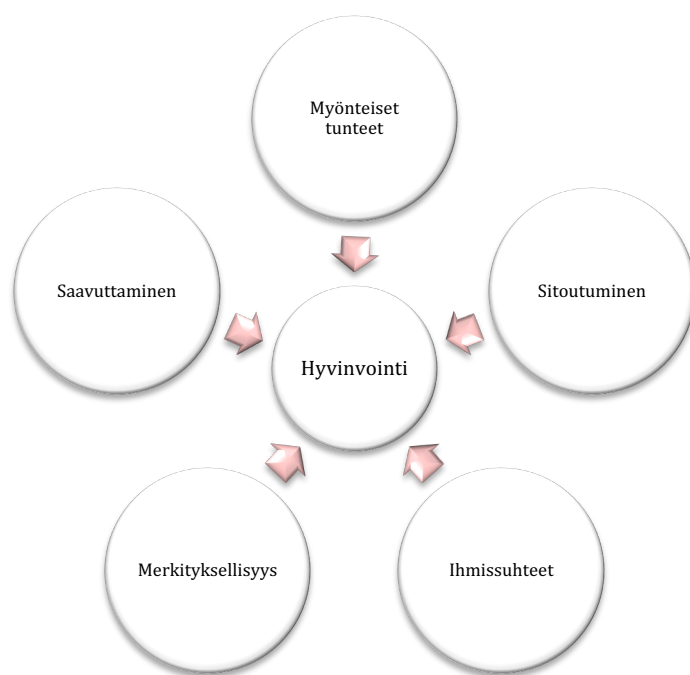 Myönteiset
tunteet
Saavuttaminen
Sitoutuminen
Hyvinvointi
Merkityksellisyys
Ihmissuhteet